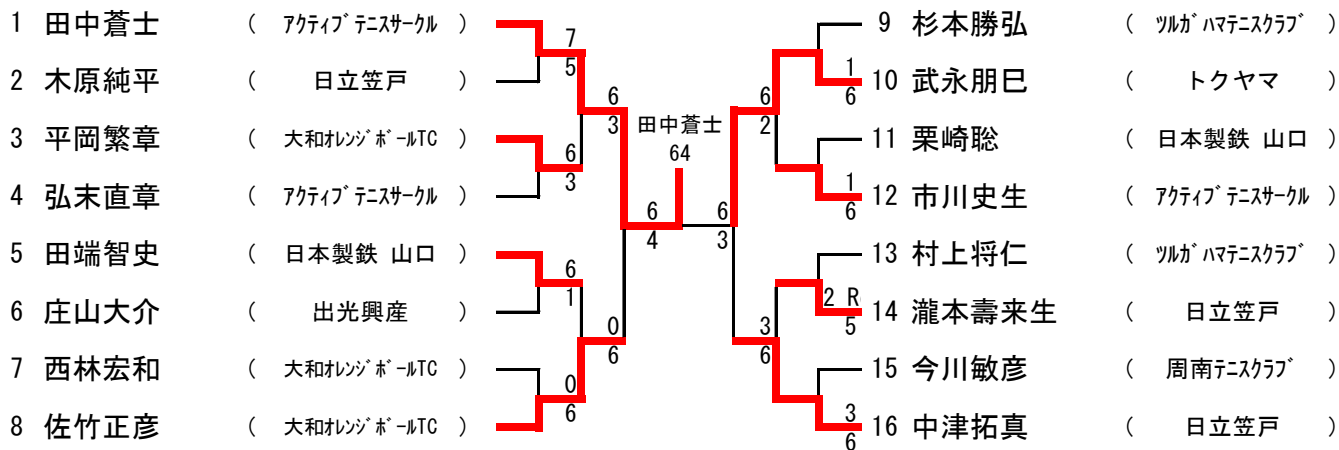 1 田中蒼士 ( アクティブテニスサークル )
2 木原純平 ( 日立笠戸 )
3 平岡繁章 ( 大和オレンジボールTC )
4 弘末直章 ( アクティブテニスサークル )
5 田端智史 ( 日本製鉄 山口 )
6 庄山大介 ( 出光興産 )
7 西林宏和 ( 大和オレンジボールTC )
8 佐竹正彦 ( 大和オレンジボールTC )
7
5
6
3
6
1
0
6
6
3
0
6
6
4
田中蒼士
64
6
3
6
2
3
6
1
6
1
6
2 R
5
3
6
9 杉本勝弘 ( ツルガハマテニスクラブ )
10 武永朋巳 ( トクヤマ )
11 栗崎聡 ( 日本製鉄 山口 )
12 市川史生 ( アクティブテニスサークル )
13 村上将仁 ( ツルガハマテニスクラブ )
14 瀧本壽来生 ( 日立笠戸 )
15 今川敏彦 ( 周南テニスクラブ )
16 中津拓真 ( 日立笠戸 )